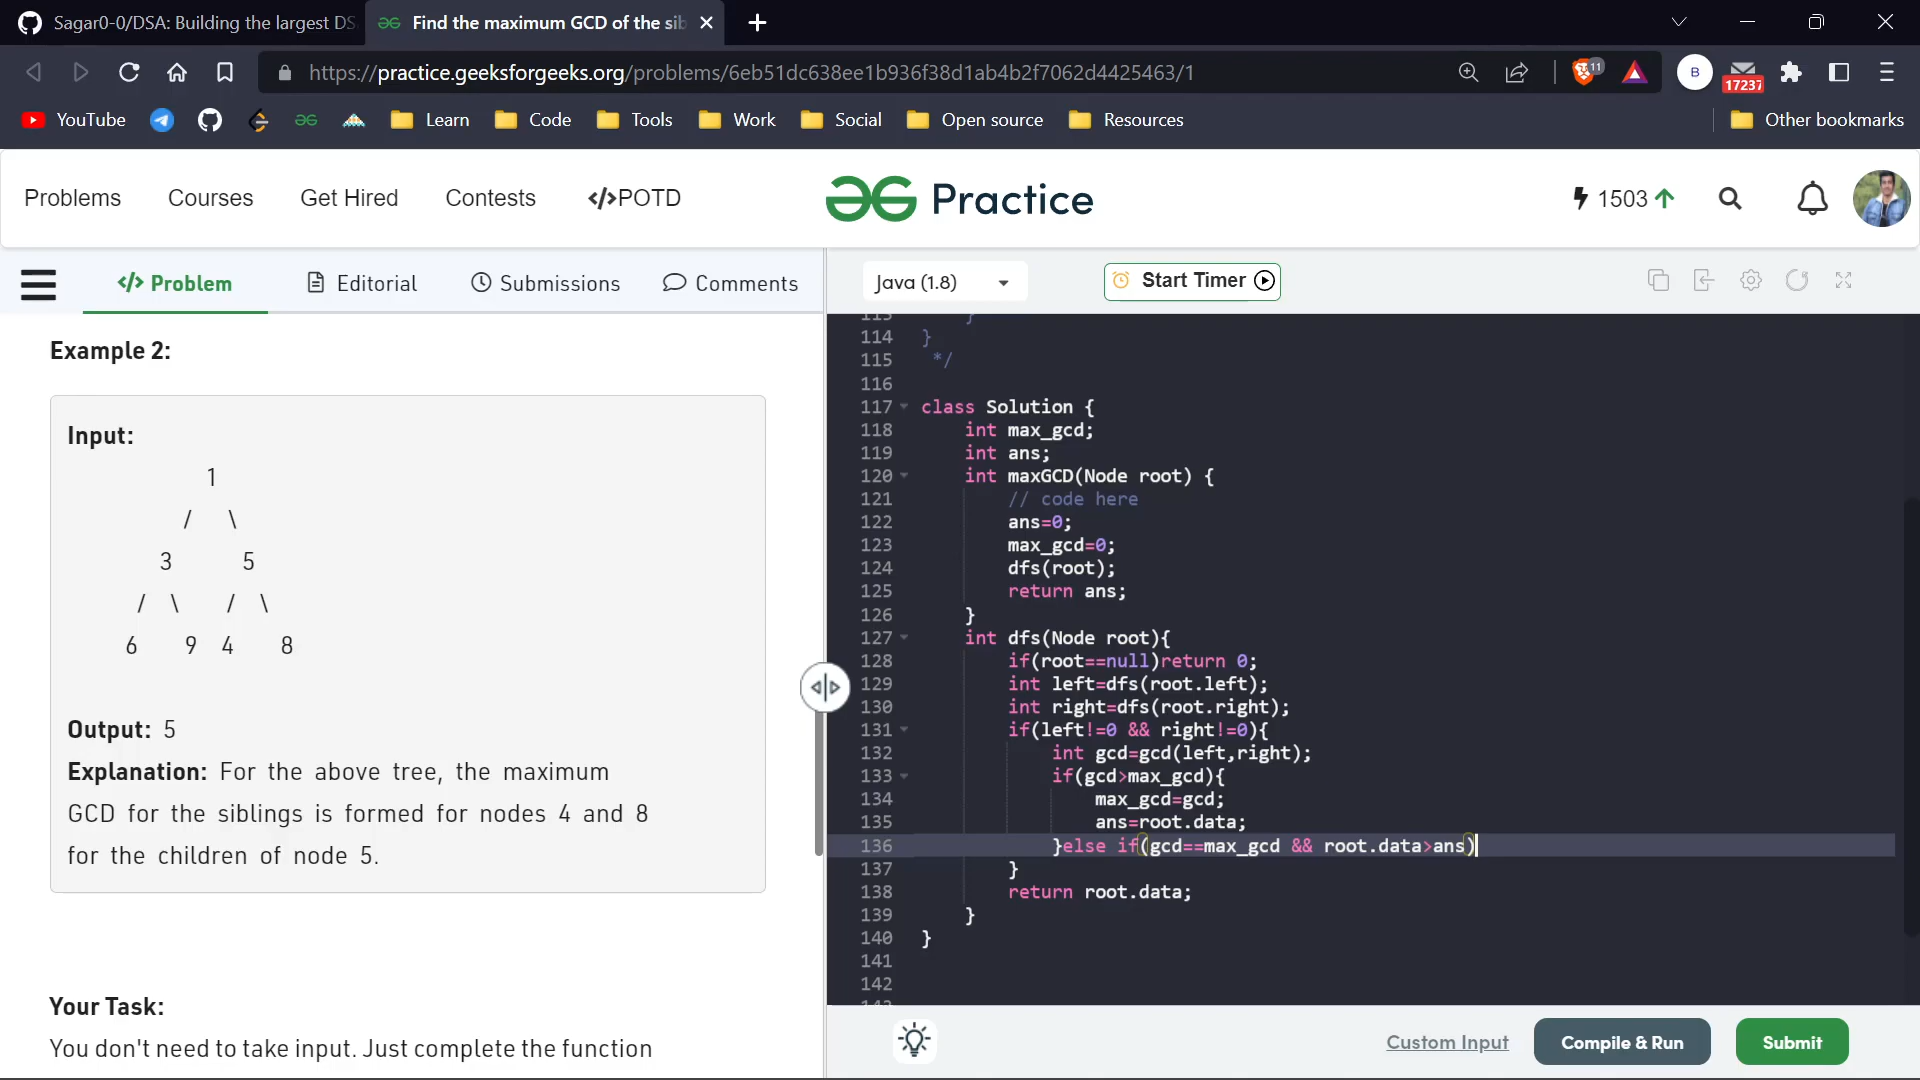 Sagar0-0/DSA: Building the largest DS
Find the maximum GCD of the sib
https://practice.geeksforgeeks.org/problems/6eb51dc638ee1b936f38d1ab4b2f7062d4425463/1
11
B
17237
YouTube
Learn
Code
Tools
Work
Social
Open source
Resources
Other bookmarks
Problems
Courses
Get Hired
Contests
</>POTD
Practice
1503
</> Problem
Editorial
Submissions
Comments
Java (1.8)
Start Timer
Example 2:
Input:
1
/ \
3 5
/ \ / \
6 9 4 8
Output: 5
Explanation: For the above tree, the maximum
GCD for the siblings is formed for nodes 4 and 8
for the children of node 5.
Your Task:
You don't need to take input. Just complete the function
113 }
114 }
115 */
116
117 class Solution {
118 int max_gcd;
119 int ans;
120 int maxGCD(Node root) {
121 // code here
122 ans=0;
123 max_gcd=0;
124 dfs(root);
125 return ans;
126 }
127 int dfs(Node root){
128 if(root==null)return 0;
129 int left=dfs(root.left);
130 int right=dfs(root.right);
131 if(left!=0 && right!=0){
132 int gcd=gcd(left,right);
133 if(gcd>max_gcd){
134 max_gcd=gcd;
135 ans=root.data;
136 }else if(gcd==max_gcd && root.data>ans)
137 }
138 return root.data;
139 }
140 }
141
142
143
Custom Input
Compile & Run
Submit